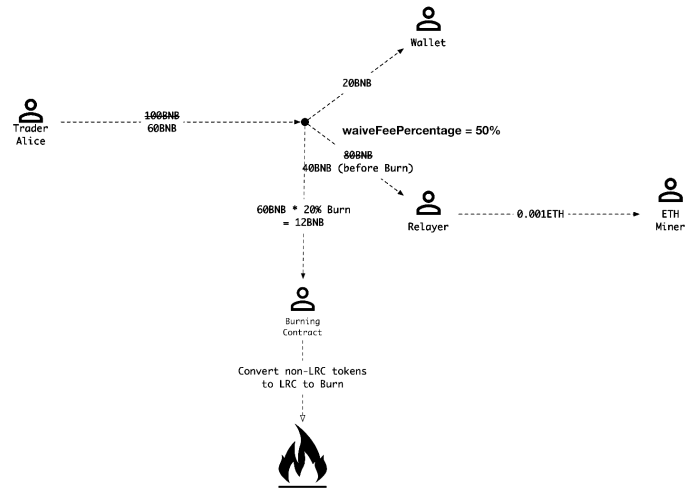 Wallet
20BNB
100BNB
60BNB
Trader
Alice
waiveFeePercentage = 50%
80BNB
40BNB (before Burn)
60BNB * 20% Burn
= 12BNB
Relayer
0.001ETH
ETH
Miner
Burning
Contract
Convert non-LRC tokens
to LRC to Burn